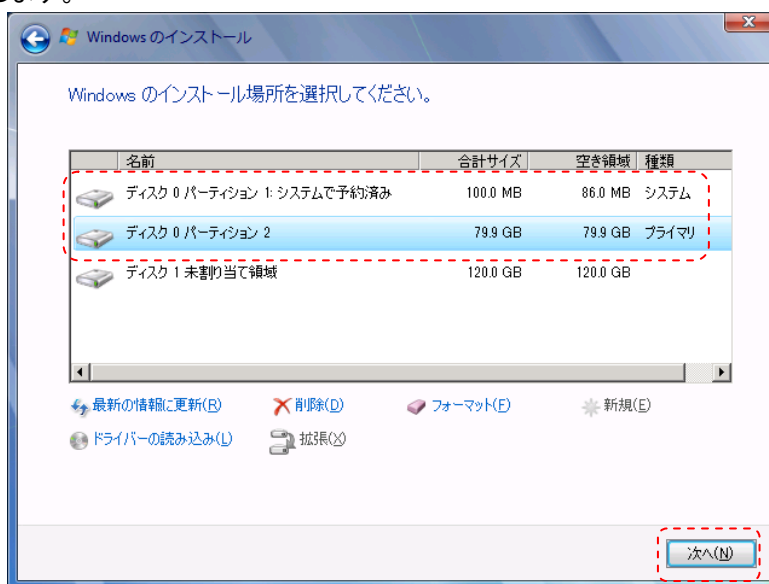 します。
Windows のインストール
Windows のインストール場所を選択してください。
名前 合計サイズ 空き領域 種類
ディスク 0 パーティション 1: システムで予約済み 100.0 MB 86.0 MB システム
ディスク 0 パーティション 2 79.9 GB 79.9 GB プライマリ
ディスク 1 未割り当て領域 120.0 GB 120.0 GB
最新の情報に更新(R) 削除(D) フォーマット(F) 新規(E)
ドライバーの読み込み(L) 拡張(X)
次へ(N)